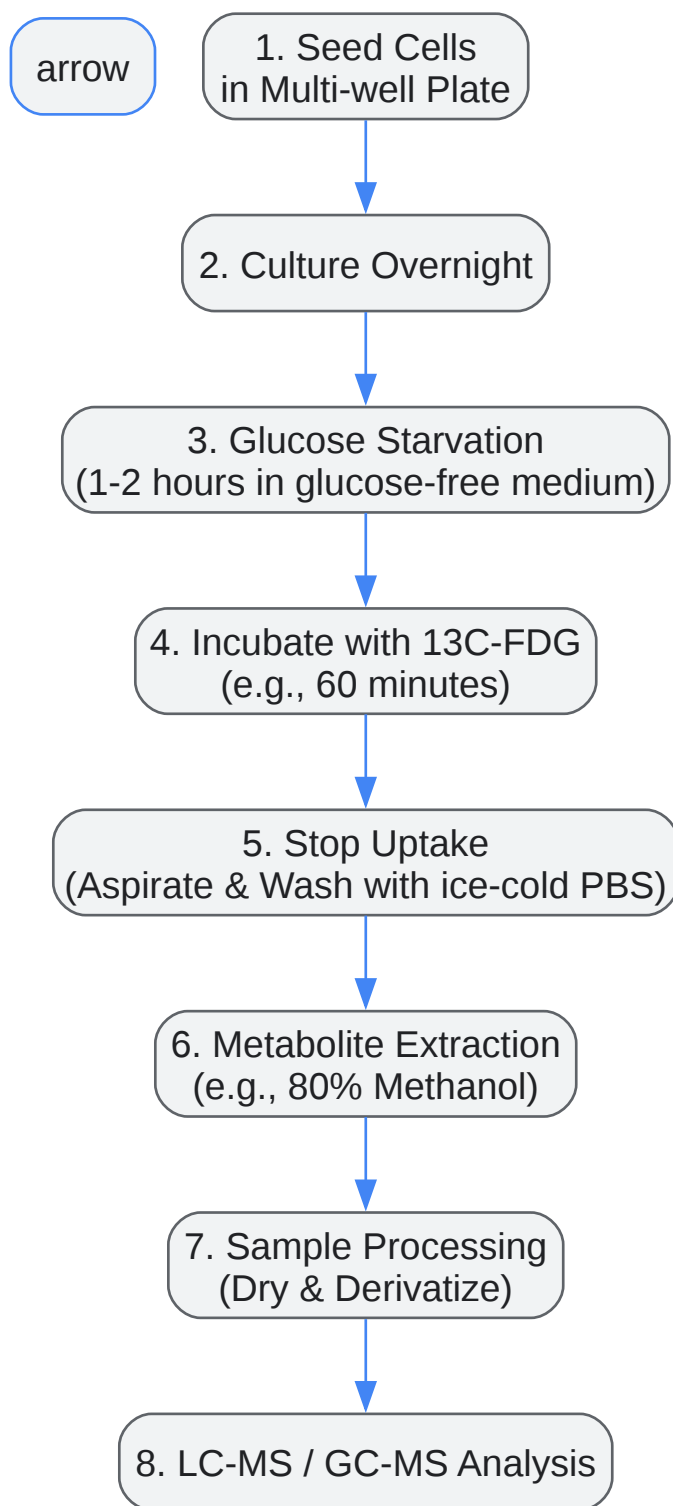 arrow
1. Seed Cells
in Multi-well Plate
2. Culture Overnight
3. Glucose Starvation
(1-2 hours in glucose-free medium)
4. Incubate with 13C-FDG
(e.g., 60 minutes)
5. Stop Uptake
(Aspirate & Wash with ice-cold PBS)
6. Metabolite Extraction
(e.g., 80% Methanol)
7. Sample Processing
(Dry & Derivatize)
8. LC-MS / GC-MS Analysis